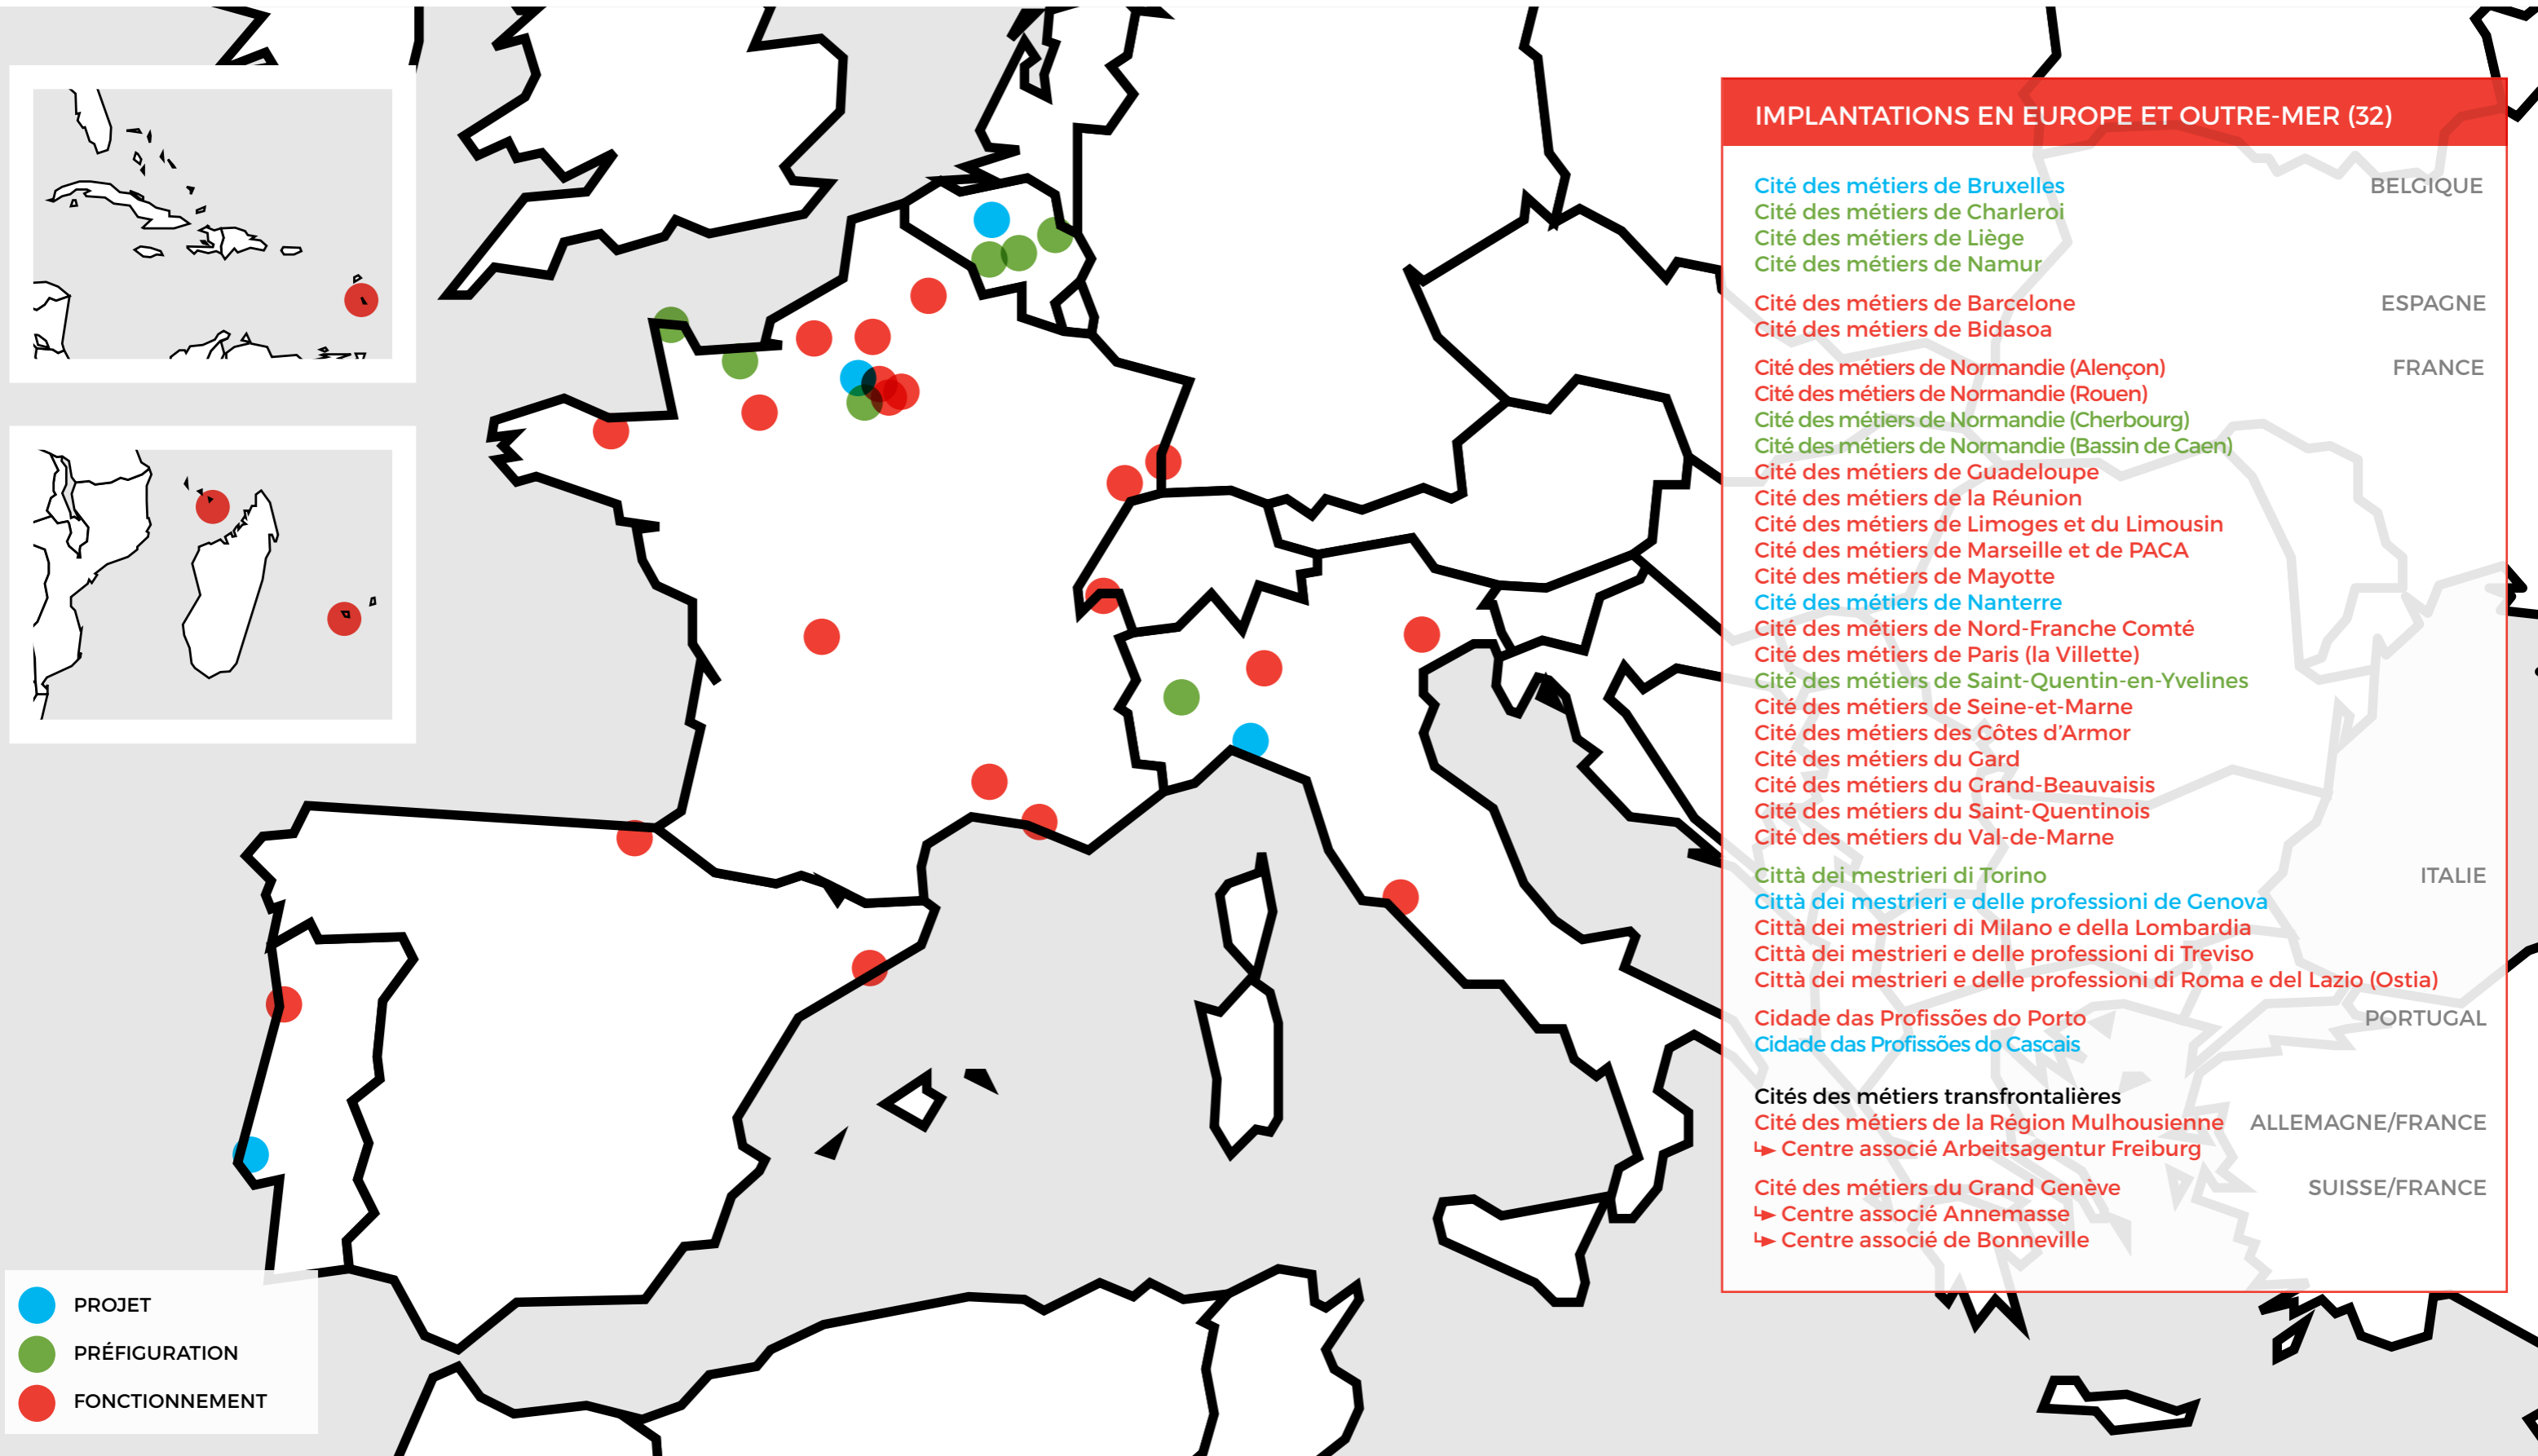 IMPLANTATIONS EN EUROPE ET OUTRE-MER (32)
Cité des métiers de Bruxelles BELGIQUE
Cité des métiers de Charleroi
Cité des métiers de Liège
Cité des métiers de Namur
Cité des métiers de Barcelone ESPAGNE
Cité des métiers de Bidasoa
Cité des métiers de Normandie (Alençon) FRANCE
Cité des métiers de Normandie (Rouen)
Cité des métiers de Normandie (Cherbourg)
Cité des métiers de Normandie (Bassin de Caen)
Cité des métiers de Guadeloupe
Cité des métiers de la Réunion
Cité des métiers de Limoges et du Limousin
Cité des métiers de Marseille et de PACA
Cité des métiers de Mayotte
Cité des métiers de Nanterre
Cité des métiers de Nord-Franche Comté
Cité des métiers de Paris (la Villette)
Cité des métiers de Saint-Quentin-en-Yvelines
Cité des métiers de Seine-et-Marne
Cité des métiers des Côtes d'Armor
Cité des métiers du Gard
Cité des métiers du Grand-Beauvaisis
Cité des métiers du Saint-Quentinois
Cité des métiers du Val-de-Marne
Città dei mestrieri di Torino ITALIE
Città dei mestrieri e delle professioni de Genova
Città dei mestrieri di Milano e della Lombardia
Città dei mestrieri e delle professioni di Treviso
Città dei mestrieri e delle professioni di Roma e del Lazio (Ostia)
Cidade das Profissões do Porto PORTUGAL
Cidade das Profissões do Cascais
Cités des métiers transfrontalières
Cité des métiers de la Région Mulhousienne ALLEMAGNE/FRANCE
↳ Centre associé Arbeitsagentur Freiburg
Cité des métiers du Grand Genève SUISSE/FRANCE
↳ Centre associé Annemasse
↳ Centre associé de Bonneville
PROJET
PRÉFIGURATION
FONCTIONNEMENT